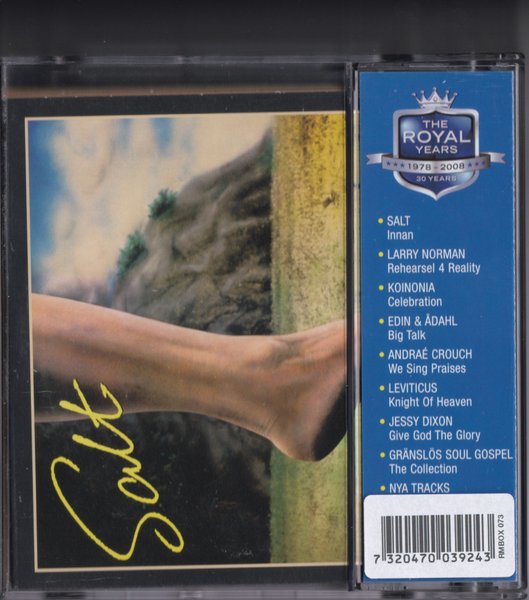 Salt
THE
ROYAL
YEARS
★★★ 1978 - 2008 ★★★
30 YEARS
• SALT
Innan
• LARRY NORMAN
Rehearsel 4 Reality
• KOINONIA
Celebration
• EDIN & ÅDAHL
Big Talk
• ANDRAÉ CROUCH
We Sing Praises
• LEVITICUS
Knight Of Heaven
• JESSY DIXON
Give God The Glory
• GRÄNSLÖS SOUL GOSPEL
The Collection
• NYA TRACKS
7 320470 039243
RMBOX 073